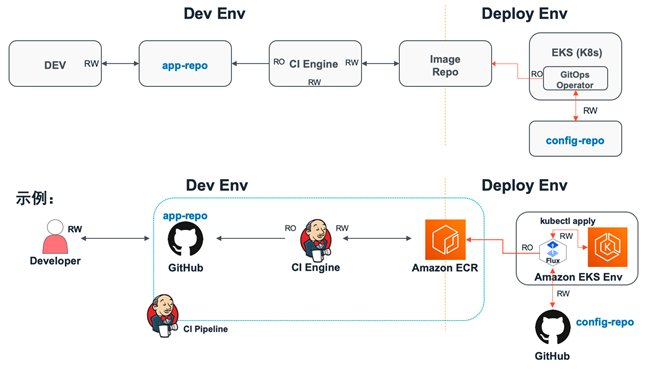 Dev Env
Deploy Env
DEV
RW
app-repo
RO
CI Engine
RW
RW
Image
Repo
EKS (K8s)
RO
GitOps
Operator
RW
config-repo
示例：
Dev Env
Deploy Env
app-repo
RW
Developer
GitHub
RO
RW
CI Engine
Amazon ECR
kubectl apply
RO
RW
Flux
Amazon EKS Env
RW
config-repo
GitHub
CI Pipeline